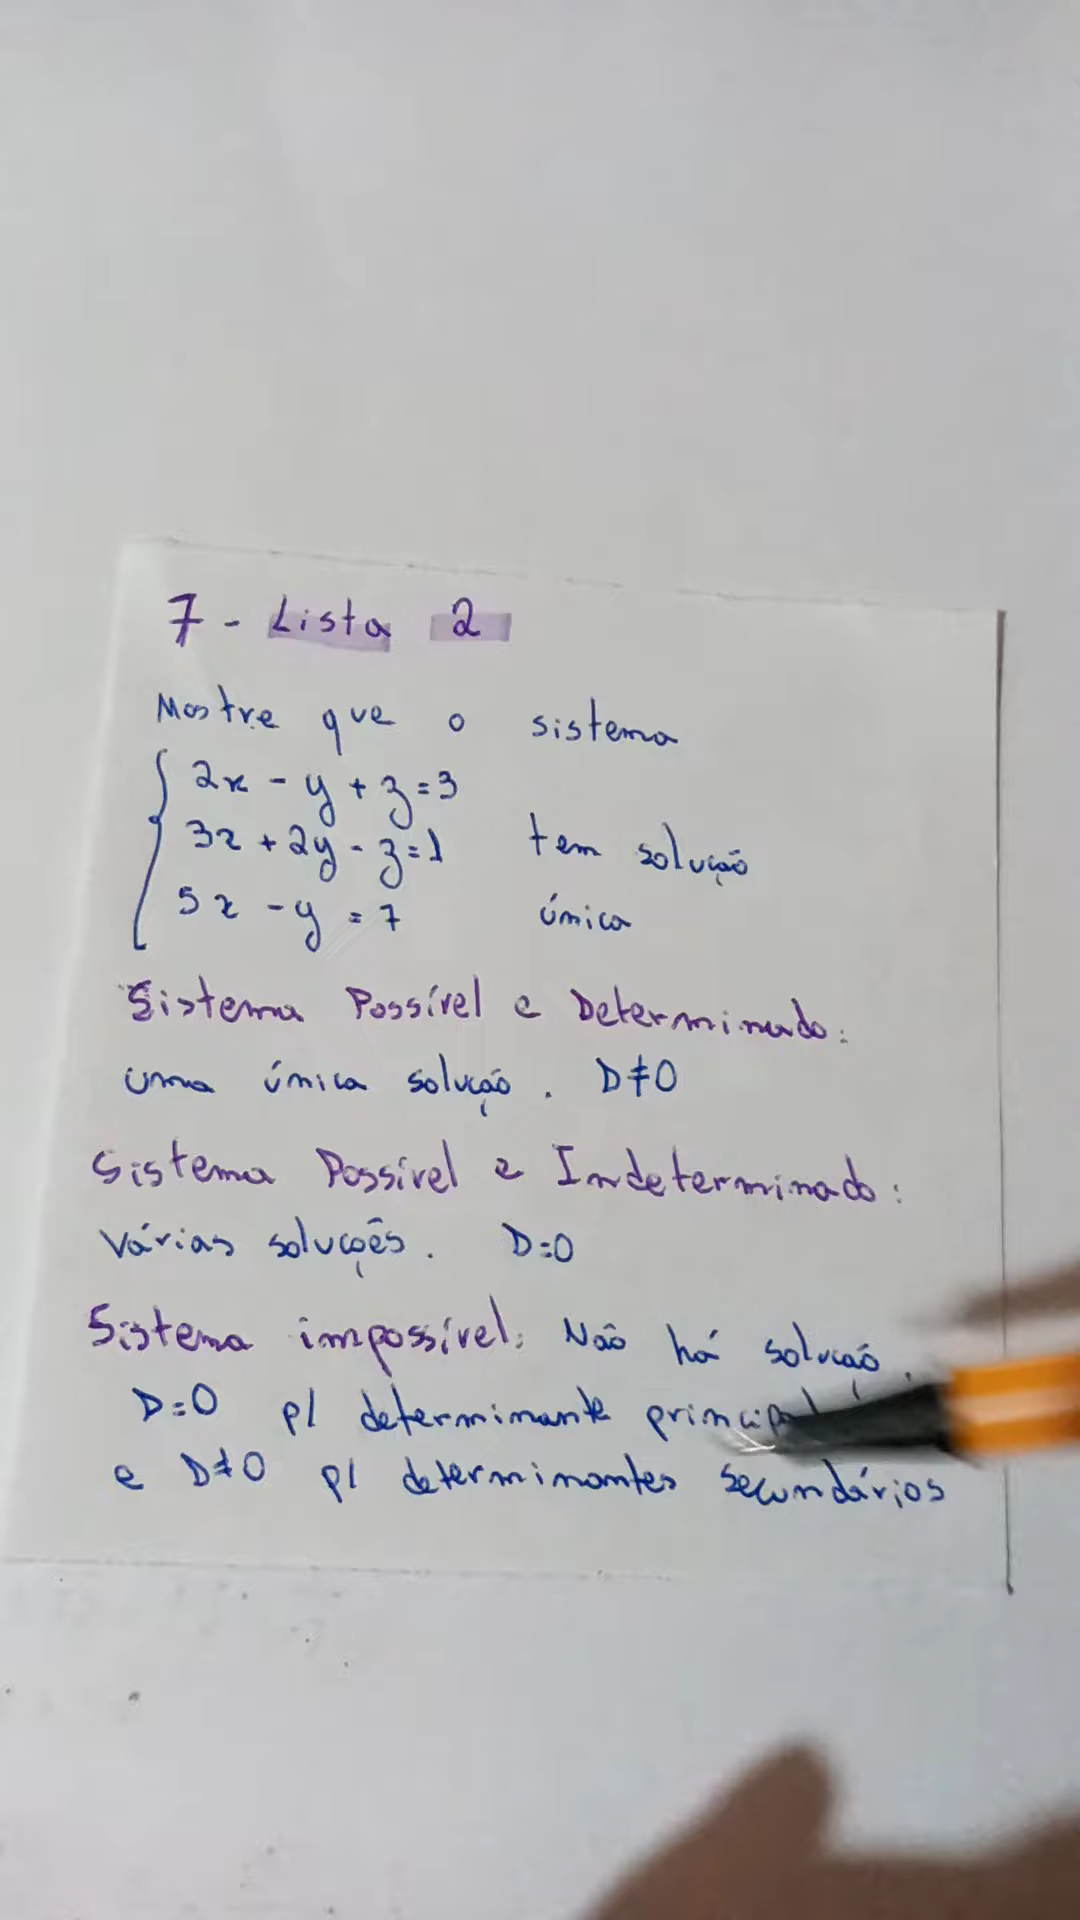 7 - Lista 2
Mostre que o sistema
2x - y + z = 3
3x + 2y - z = 1 tem solução
5x - y = 7 única
Sistema Possível e Determinado:
uma única solução. D≠0
Sistema Possível e Indeterminado:
Várias soluções. D=0
Sistema impossível: Não há solução.
D=0 p/ determinante principal
e D≠0 p/ determinantes secundários